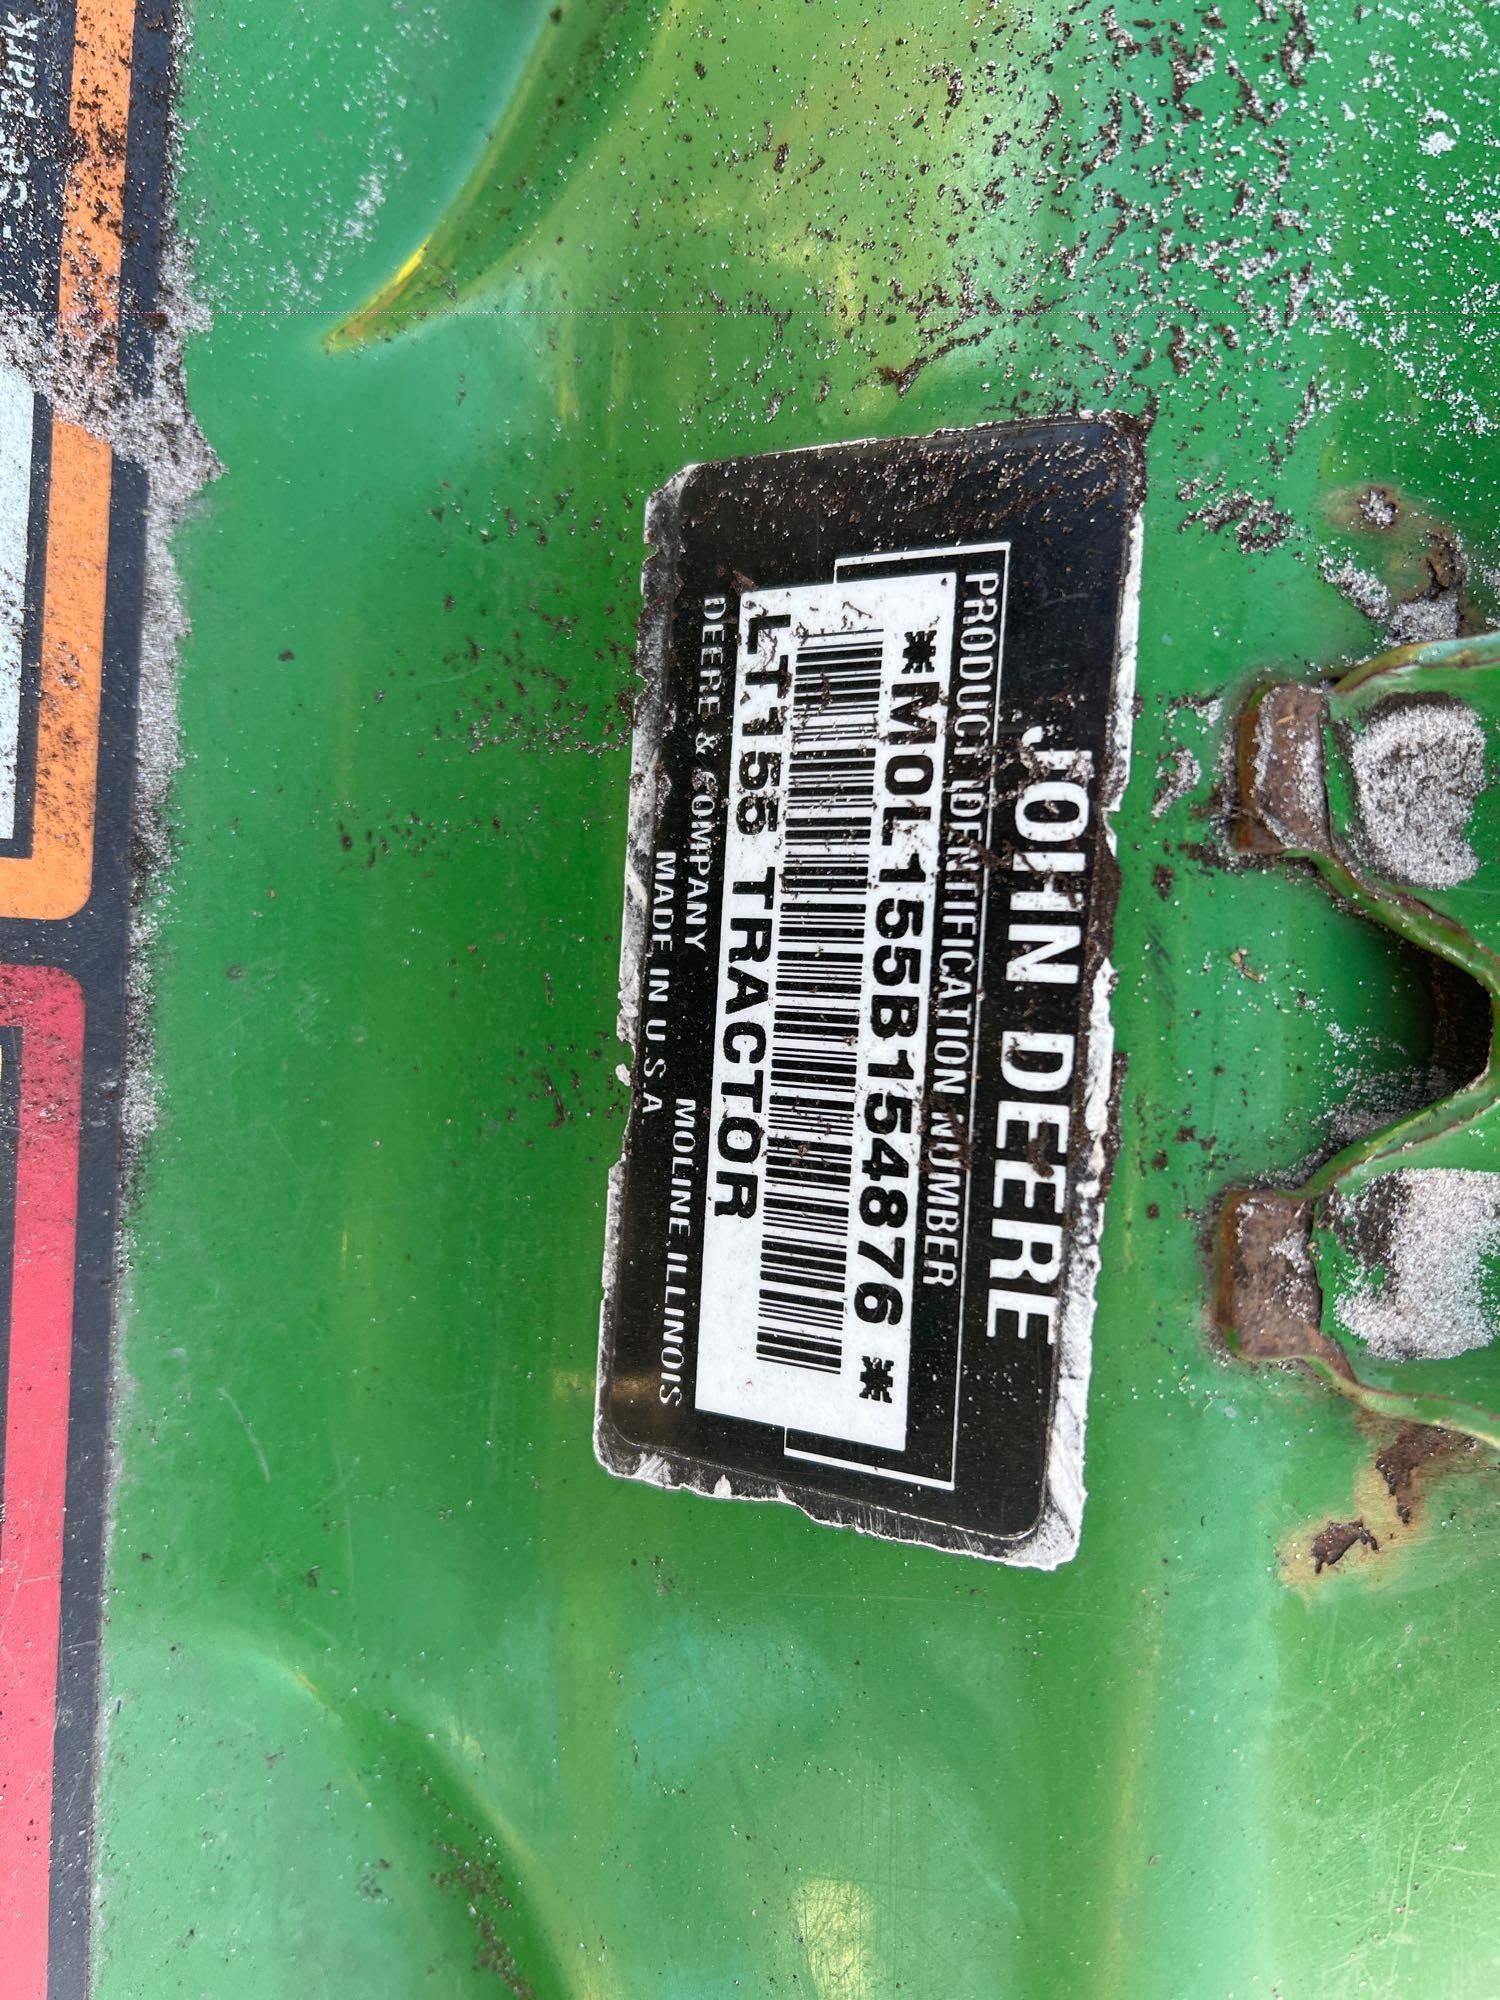 JOHN DEERE
PRODUCT IDENTIFICATION NUMBER
*M0L155B154876*
LT155 TRACTOR
DEERE & COMPANY MOLINE, ILLINOIS
MADE IN U.S.A